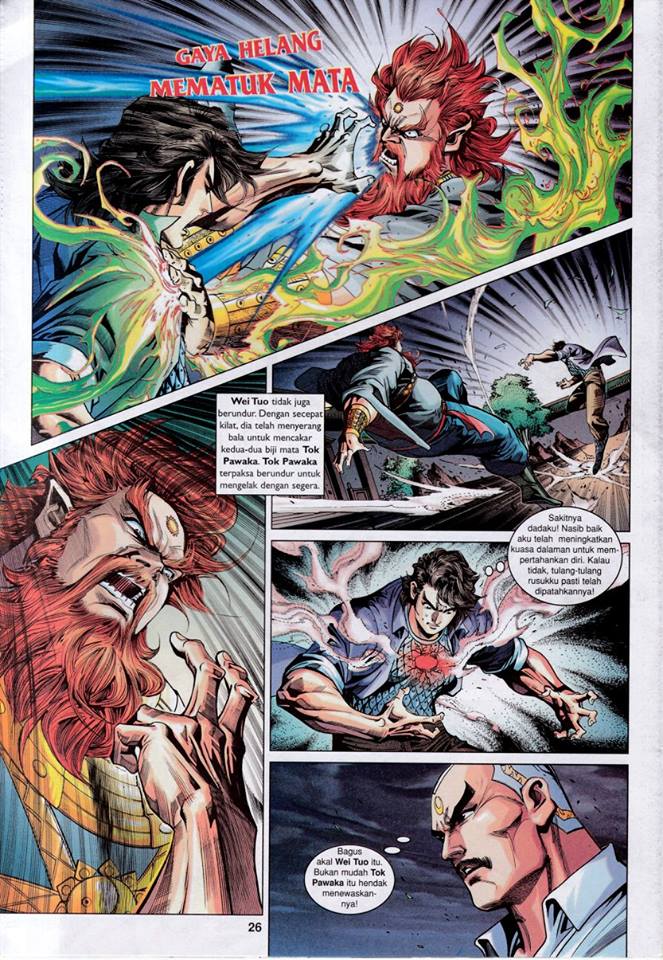 GAYA HELANG
MEMATUK MATA
Wei Tuo tidak juga
berundur. Dengan secepat
kilat, dia telah menyerang
bala untuk mencakar
kedua-dua biji mata Tok
Pawaka. Tok Pawaka
terpaksa berundur untuk
mengelak dengan segera.
Sakitnya
dadaku! Nasib baik
aku telah meningkatkan
kuasa dalaman untuk mem-
pertahankan diri. Kalau
tidak, tulang-tulang
rusukku pasti telah
dipatahkannya!
Bagus
akal Wei Tuo itu.
Bukan mudah Tok
Pawaka itu hendak
menewaskan-
nya!
26